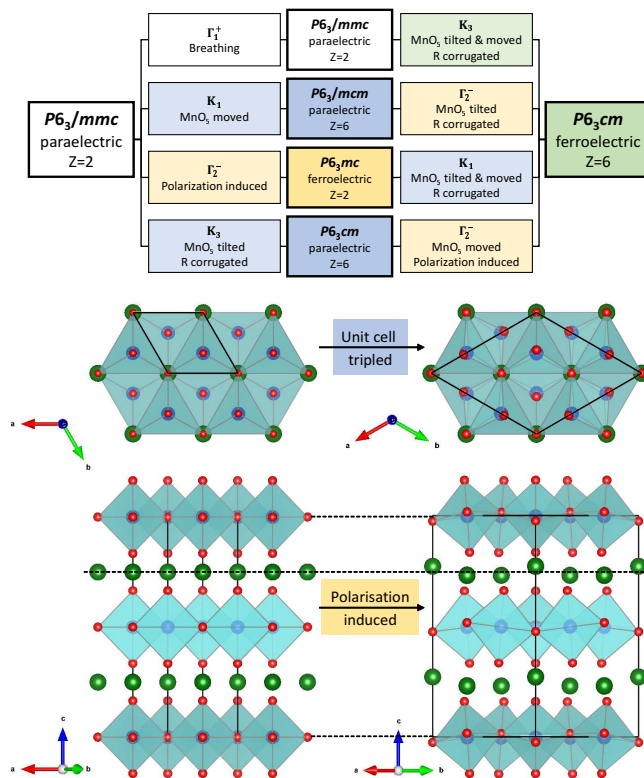 P6₃/mmc
paraelectric
Z=2
Γ₁⁺
Breathing
P6₃/mmc
paraelectric
Z=2
K₃
MnO₅ tilted & moved
R corrugated
K₁
MnO₅ moved
P6₃/mcm
paraelectric
Z=6
Γ₂⁻
MnO₅ tilted
R corrugated
Γ₂⁻
Polarization induced
P6₃mc
ferroelectric
Z=2
K₁
MnO₅ tilted & moved
R corrugated
K₃
MnO₅ tilted
R corrugated
P6₃cm
paraelectric
Z=6
Γ₂⁻
MnO₅ moved
Polarization induced
P6₃cm
ferroelectric
Z=6
Unit cell
tripled
a
b
a
b
Polarisation
induced
c
a
b
c
a
b